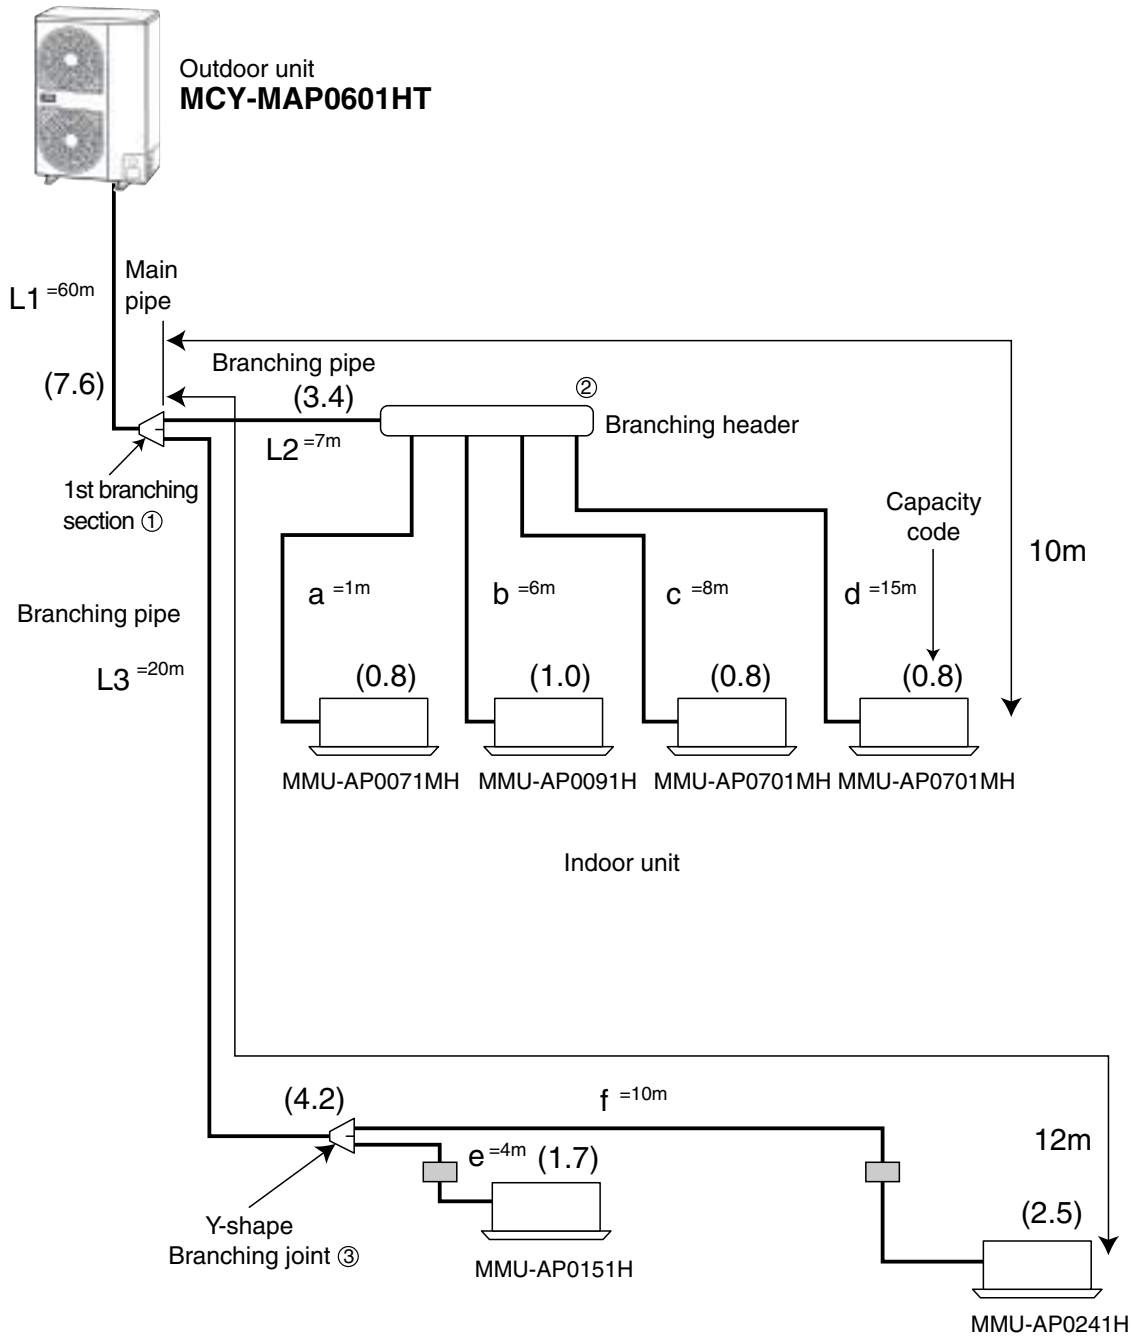 Outdoor unit
MCY-MAP0601HT
Main
pipe
L1 =60m
(7.6)
Branching pipe
(3.4)
L2 =7m
②
Branching header
1st branching
section ①
Capacity
code
10m
a =1m
b =6m
c =8m
d =15m
Branching pipe
L3 =20m
(0.8)
(1.0)
(0.8)
(0.8)
MMU-AP0071MH
MMU-AP0091H
MMU-AP0701MH
MMU-AP0701MH
Indoor unit
(4.2)
f =10m
e =4m (1.7)
12m
Y-shape
Branching joint ③
MMU-AP0151H
(2.5)
MMU-AP0241H